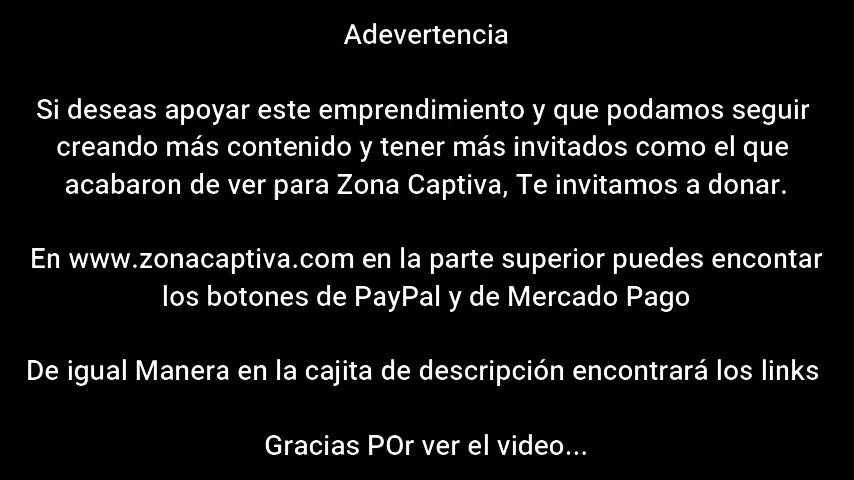 Adevertencia
Si deseas apoyar este emprendimiento y que podamos seguir
creando más contenido y tener más invitados como el que
acabaron de ver para Zona Captiva, Te invitamos a donar.
En www.zonacaptiva.com en la parte superior puedes encontar
los botones de PayPal y de Mercado Pago
De igual Manera en la cajita de descripción encontrará los links
Gracias POr ver el video...